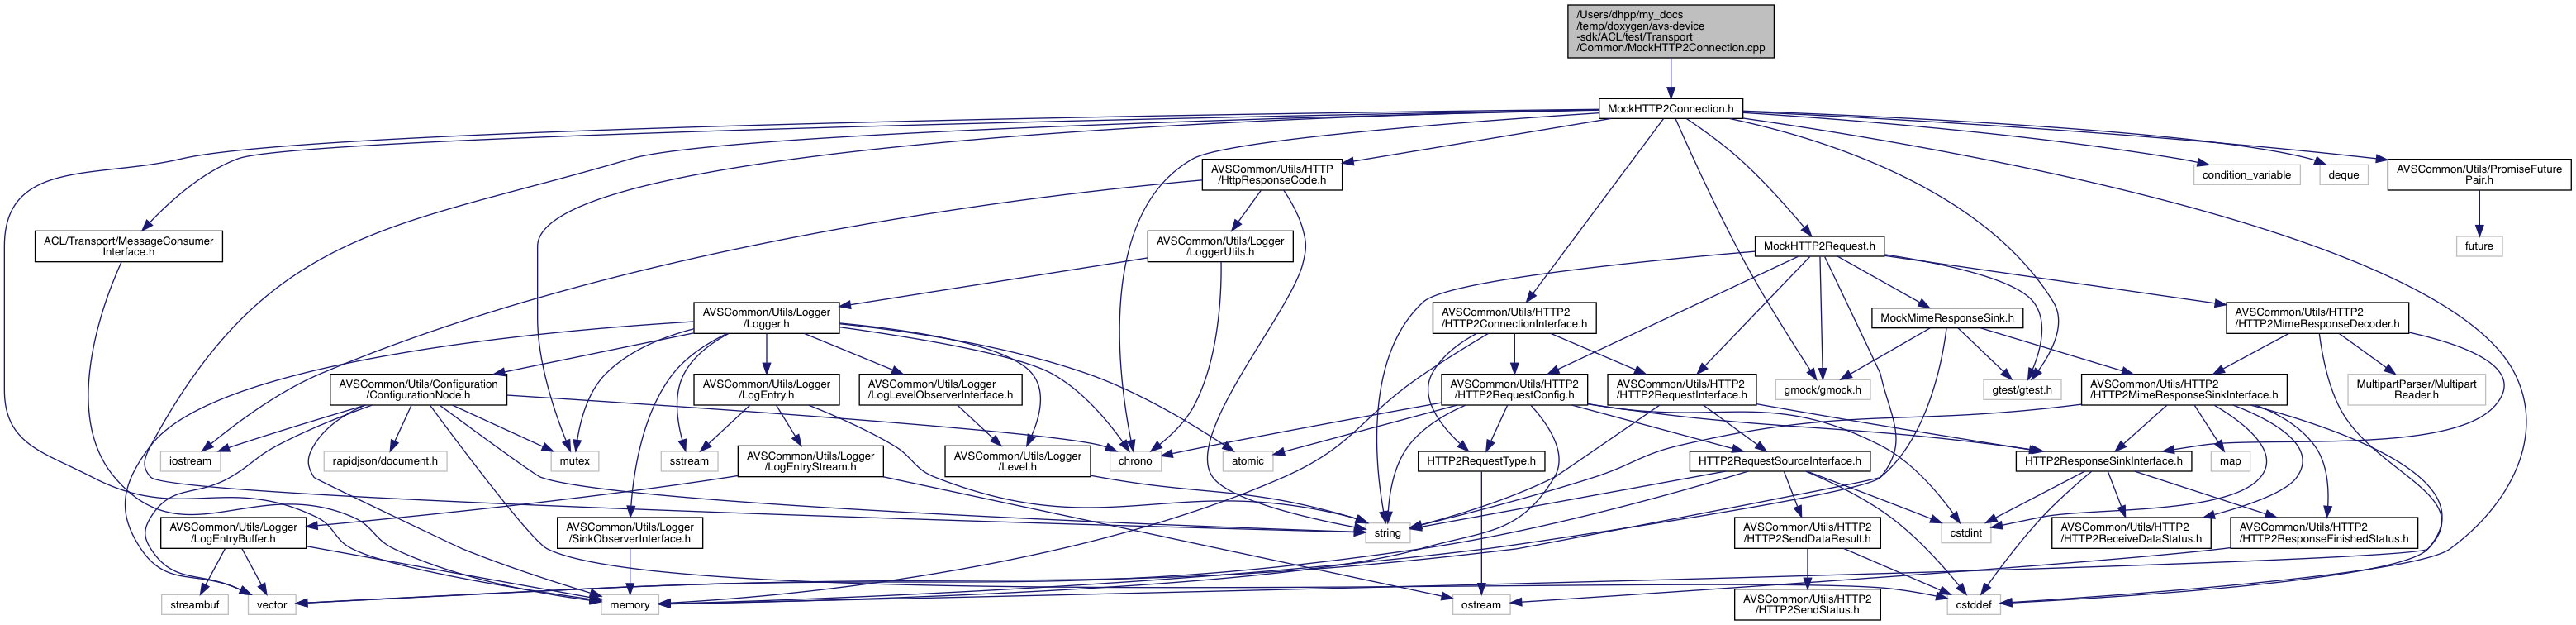 /Users/dhpp/my_docs
/temp/doxygen/avs-device
-sdk/ACL/test/Transport
/Common/MockHTTP2Connection.cpp
MockHTTP2Connection.h
AVSCommon/Utils/HTTP
/HttpResponseCode.h
condition_variable
deque
AVSCommon/Utils/PromiseFuture
Pair.h
ACL/Transport/MessageConsumer
Interface.h
AVSCommon/Utils/Logger
/LoggerUtils.h
MockHTTP2Request.h
future
AVSCommon/Utils/Logger
/Logger.h
AVSCommon/Utils/HTTP2
/HTTP2ConnectionInterface.h
MockMimeResponseSink.h
AVSCommon/Utils/HTTP2
/HTTP2MimeResponseDecoder.h
AVSCommon/Utils/Configuration
/ConfigurationNode.h
AVSCommon/Utils/Logger
/LogEntry.h
AVSCommon/Utils/Logger
/LogLevelObserverInterface.h
AVSCommon/Utils/HTTP2
/HTTP2RequestConfig.h
AVSCommon/Utils/HTTP2
/HTTP2RequestInterface.h
gmock/gmock.h
gtest/gtest.h
AVSCommon/Utils/HTTP2
/HTTP2MimeResponseSinkInterface.h
MultipartParser/Multipart
Reader.h
iostream
rapidjson/document.h
mutex
sstream
AVSCommon/Utils/Logger
/LogEntryStream.h
AVSCommon/Utils/Logger
/Level.h
chrono
atomic
HTTP2RequestType.h
HTTP2RequestSourceInterface.h
HTTP2ResponseSinkInterface.h
map
AVSCommon/Utils/Logger
/LogEntryBuffer.h
AVSCommon/Utils/Logger
/SinkObserverInterface.h
string
AVSCommon/Utils/HTTP2
/HTTP2SendDataResult.h
cstdint
AVSCommon/Utils/HTTP2
/HTTP2ReceiveDataStatus.h
AVSCommon/Utils/HTTP2
/HTTP2ResponseFinishedStatus.h
streambuf
vector
memory
ostream
AVSCommon/Utils/HTTP2
/HTTP2SendStatus.h
cstddef